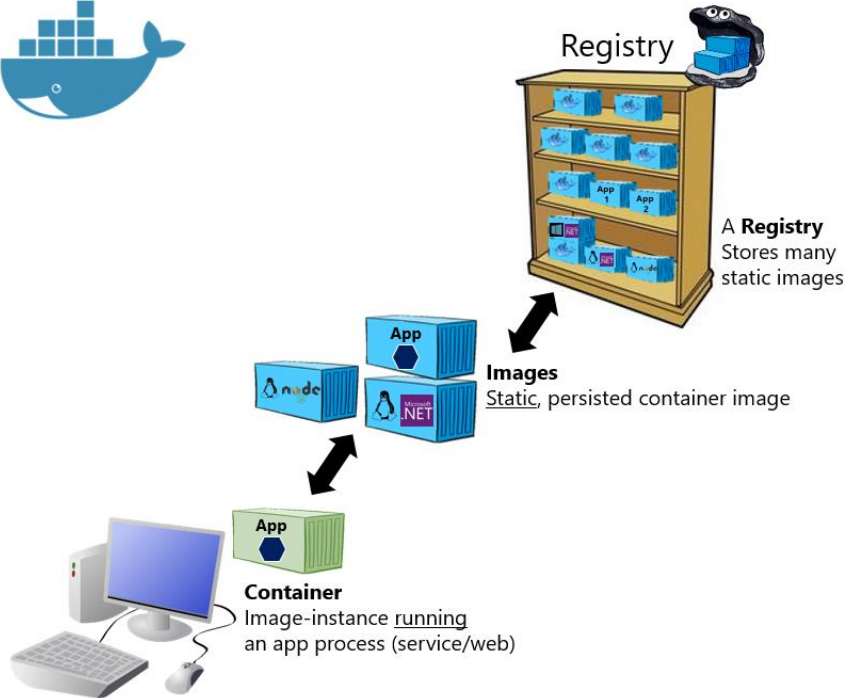 Registry
App
1
App
2
.NET
.NET
node
A Registry
Stores many
static images
App
node
Microsoft
.NET
Images
Static, persisted container image
App
Container
Image-instance running
an app process (service/web)